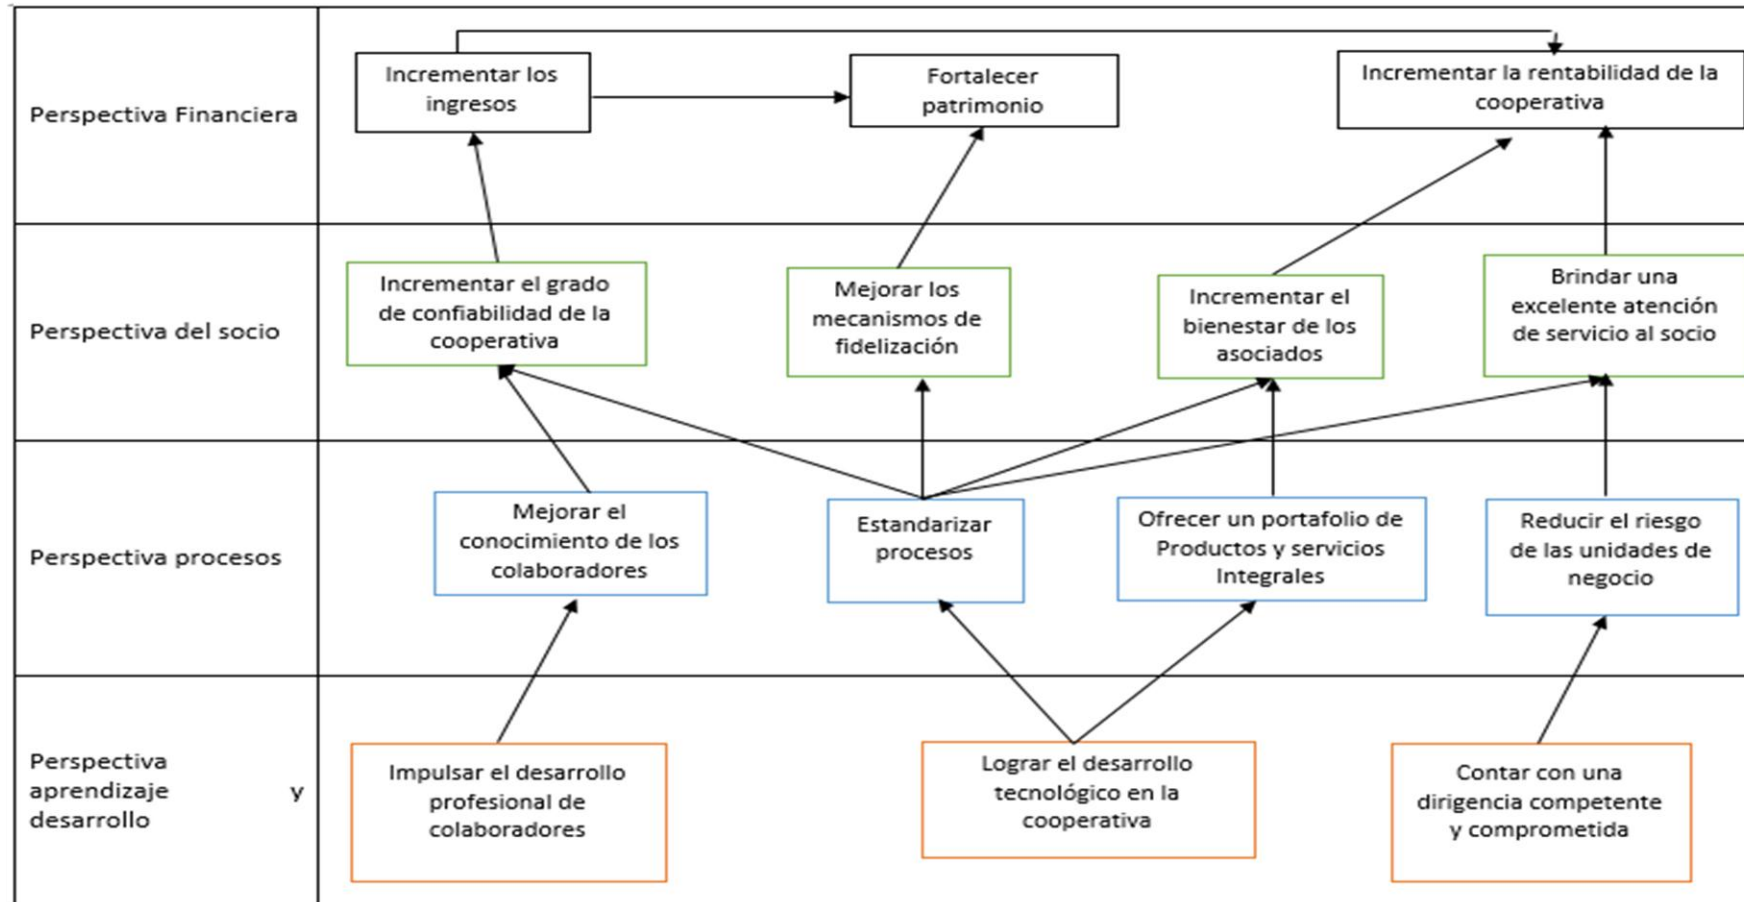 Perspectiva Financiera
Incrementar los
ingresos
Fortalecer
patrimonio
Incrementar la rentabilidad de la
cooperativa
Perspectiva del socio
Incrementar el grado
de confiabilidad de la
cooperativa
Mejorar los
mecanismos de
fidelización
Incrementar el
bienestar de los
asociados
Brindar una
excelente atención
de servicio al socio
Perspectiva procesos
Mejorar el
conocimiento de los
colaboradores
Estandarizar
procesos
Ofrecer un portafolio de
Productos y servicios
Integrales
Reducir el riesgo
de las unidades de
negocio
Perspectiva
aprendizaje y
desarrollo
Impulsar el desarrollo
profesional de
colaboradores
Lograr el desarrollo
tecnológico en la
cooperativa
Contar con una
dirigencia competente
y comprometida